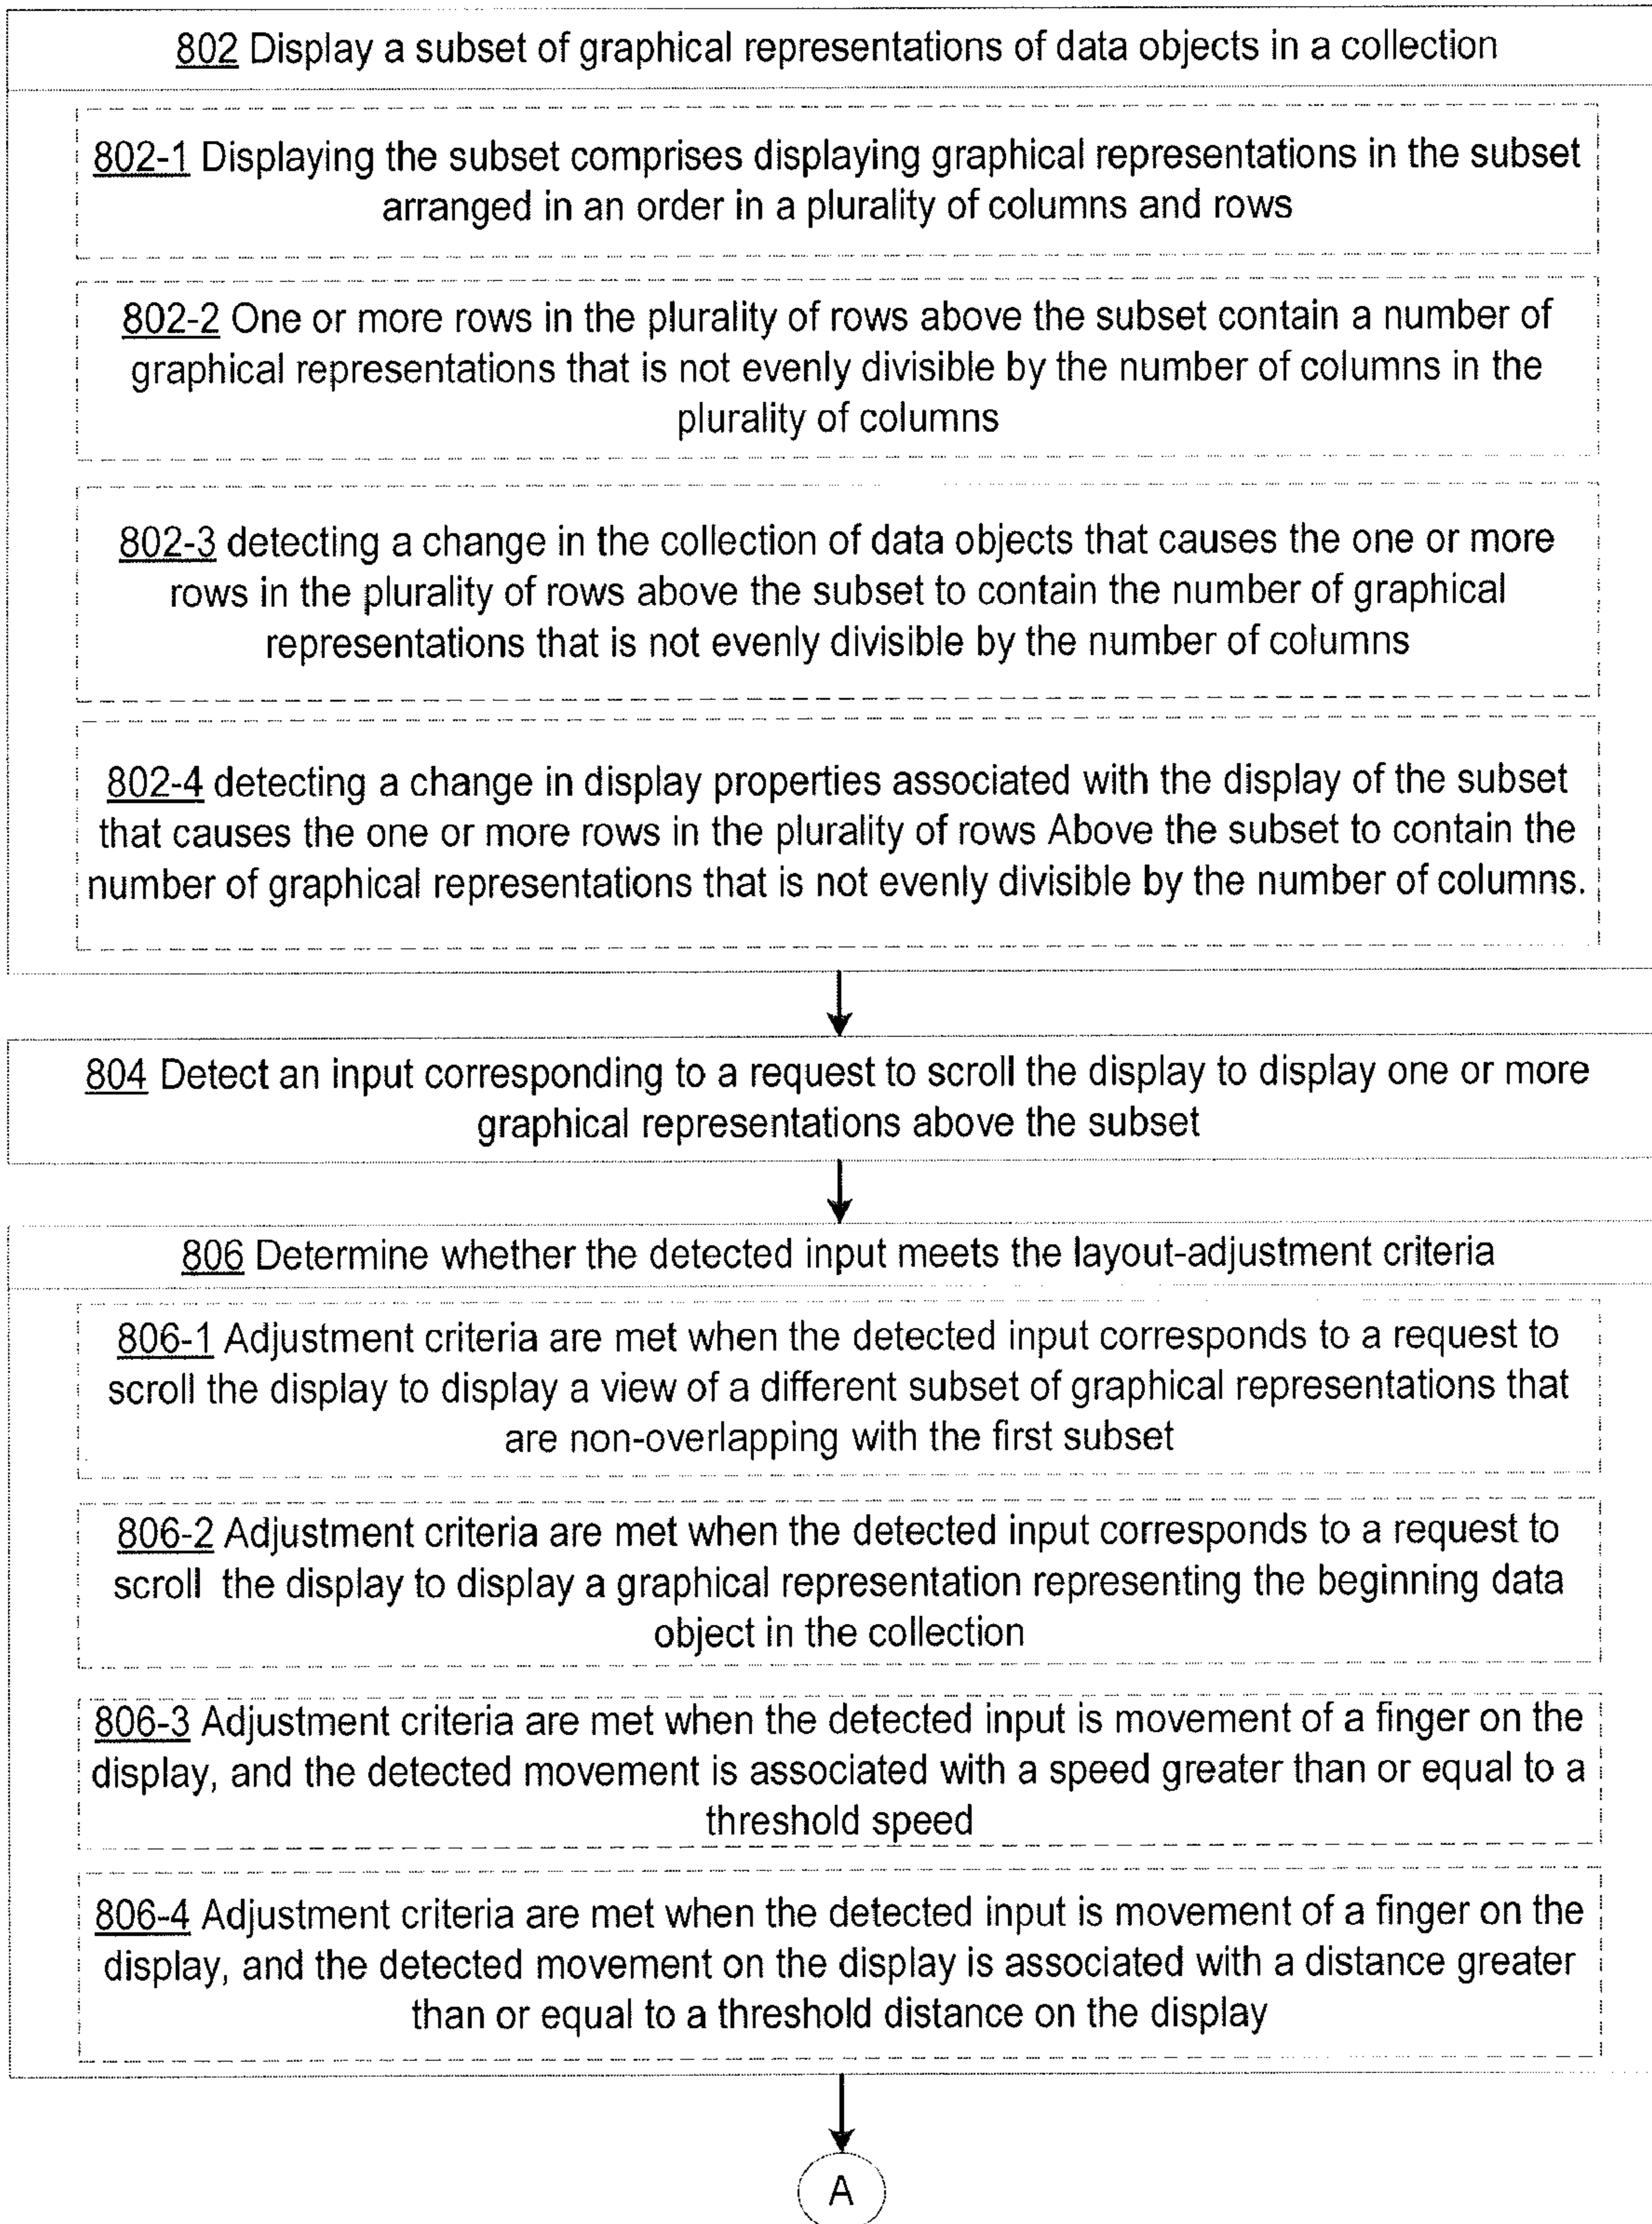 802 Display a subset of graphical representations of data objects in a collection
802-1 Displaying the subset comprises displaying graphical representations in the subset
arranged in an order in a plurality of columns and rows
802-2 One or more rows in the plurality of rows above the subset contain a number of
graphical representations that is not evenly divisible by the number of columns in the
plurality of columns
802-3 detecting a change in the collection of data objects that causes the one or more
rows in the plurality of rows above the subset to contain the number of graphical
representations that is not evenly divisible by the number of columns
802-4 detecting a change in display properties associated with the display of the subset
that causes the one or more rows in the plurality of rows Above the subset to contain the
number of graphical representations that is not evenly divisible by the number of columns.
804 Detect an input corresponding to a request to scroll the display to display one or more
graphical representations above the subset
806 Determine whether the detected input meets the layout-adjustment criteria
806-1 Adjustment criteria are met when the detected input corresponds to a request to
scroll the display to display a view of a different subset of graphical representations that
are non-overlapping with the first subset
806-2 Adjustment criteria are met when the detected input corresponds to a request to
scroll the display to display a graphical representation representing the beginning data
object in the collection
806-3 Adjustment criteria are met when the detected input is movement of a finger on the
display, and the detected movement is associated with a speed greater than or equal to a
threshold speed
806-4 Adjustment criteria are met when the detected input is movement of a finger on the
display, and the detected movement on the display is associated with a distance greater
than or equal to a threshold distance on the display
A